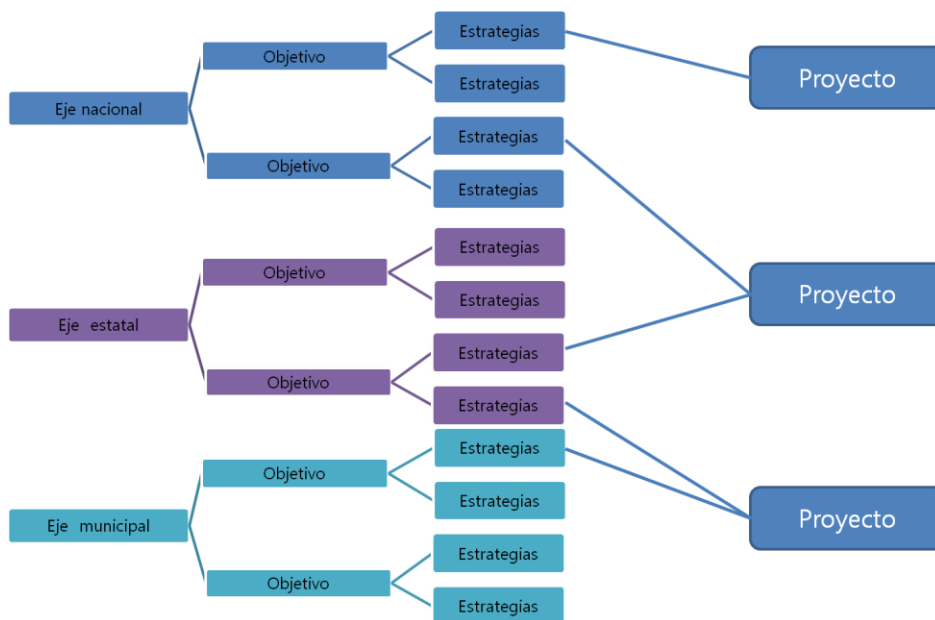 Eje nacional
Objetivo
Estrategias
Estrategias
Objetivo
Estrategias
Estrategias
Eje estatal
Objetivo
Estrategias
Estrategias
Objetivo
Estrategias
Estrategias
Eje municipal
Objetivo
Estrategias
Estrategias
Objetivo
Estrategias
Estrategias
Proyecto
Proyecto
Proyecto